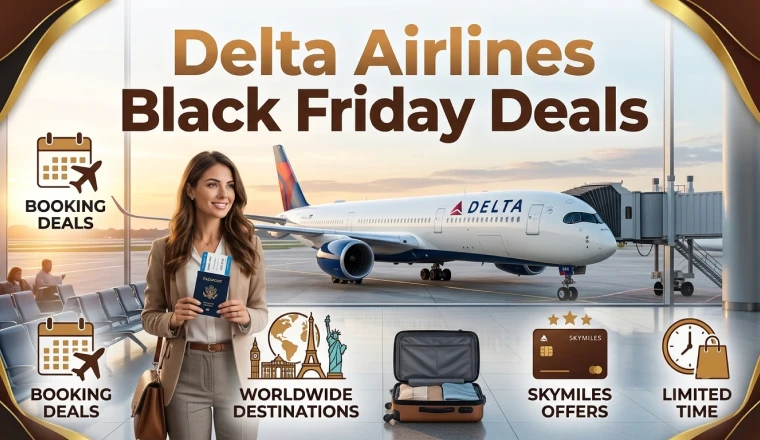 Delta Airlines
Black Friday Deals
BOOKING
DEALS
DELTA
PASSPORT
BOOKING
DEALS
WORLDWIDE
DESTINATIONS
SKYMILES
SKYMILES
OFFERS
LIMITED
TIME